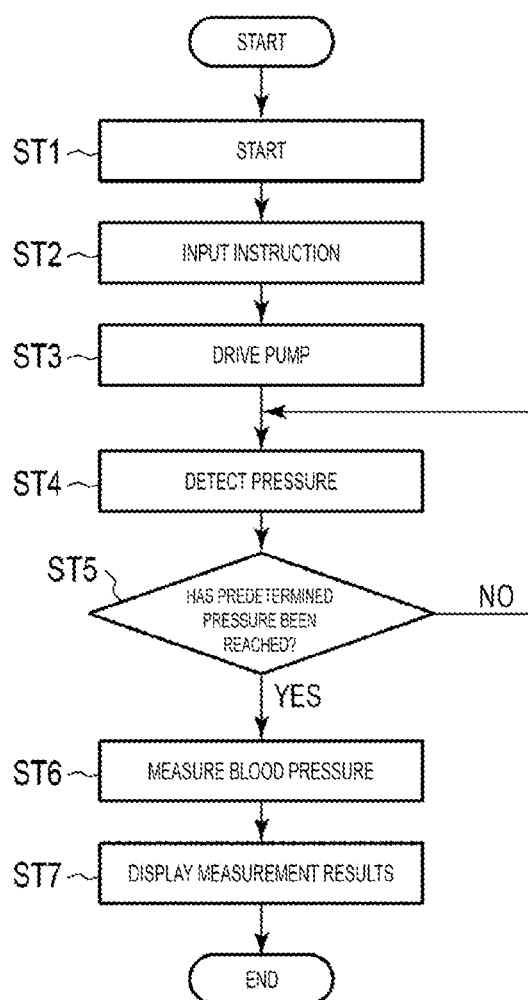 START
ST1
START
ST2
INPUT INSTRUCTION
ST3
DRIVE PUMP
ST4
DETECT PRESSURE
ST5
HAS PREDETERMINED
PRESSURE BEEN
REACHED?
NO
YES
ST6
MEASURE BLOOD PRESSURE
ST7
DISPLAY MEASUREMENT RESULTS
END